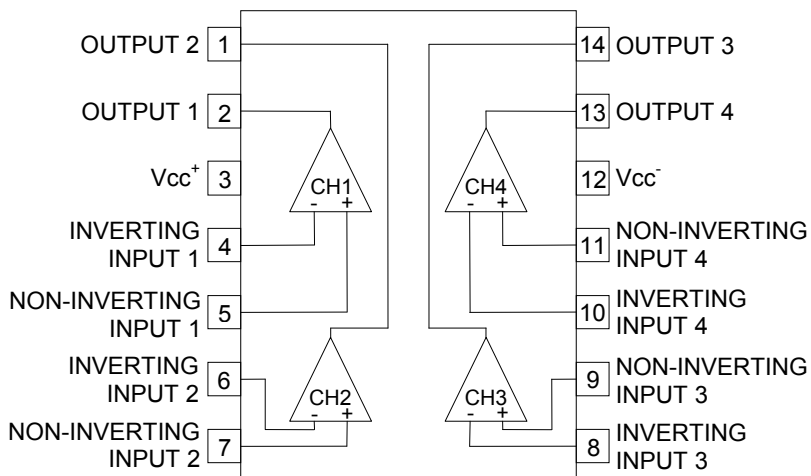 OUTPUT 2 1
14 OUTPUT 3
OUTPUT 1 2
13 OUTPUT 4
Vcc+ 3
12 Vcc-
CH1
- +
CH4
- +
INVERTING
INPUT 1
4
11
NON-INVERTING
INPUT 4
NON-INVERTING
INPUT 1
5
10
INVERTING
INPUT 4
INVERTING
INPUT 2
6
9
NON-INVERTING
INPUT 3
CH2
- +
CH3
- +
NON-INVERTING
INPUT 2
7
8
INVERTING
INPUT 3